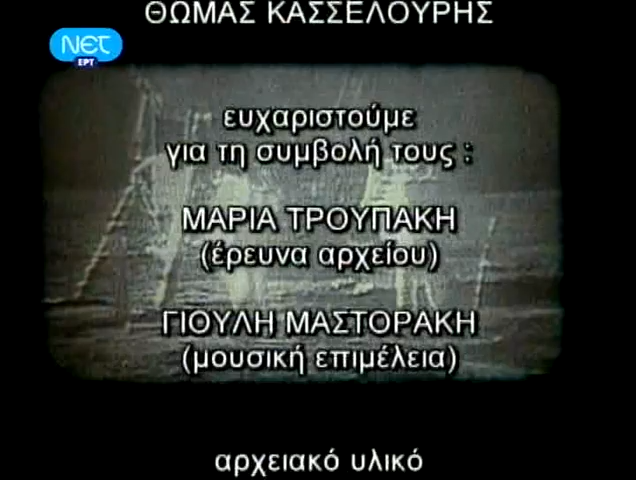 ΘΩΜΑΣ ΚΑΣΣΕΛΟΥΡΗΣ
NET
ΕΡΤ
ευχαριστούμε
για τη συμβολή τους :
ΜΑΡΙΑ ΤΡΟΥΠΑΚΗ
(έρευνα αρχείου)
ΓΙΟΥΛΗ ΜΑΣΤΟΡΑΚΗ
(μουσική επιμέλεια)
αρχειακό υλικό